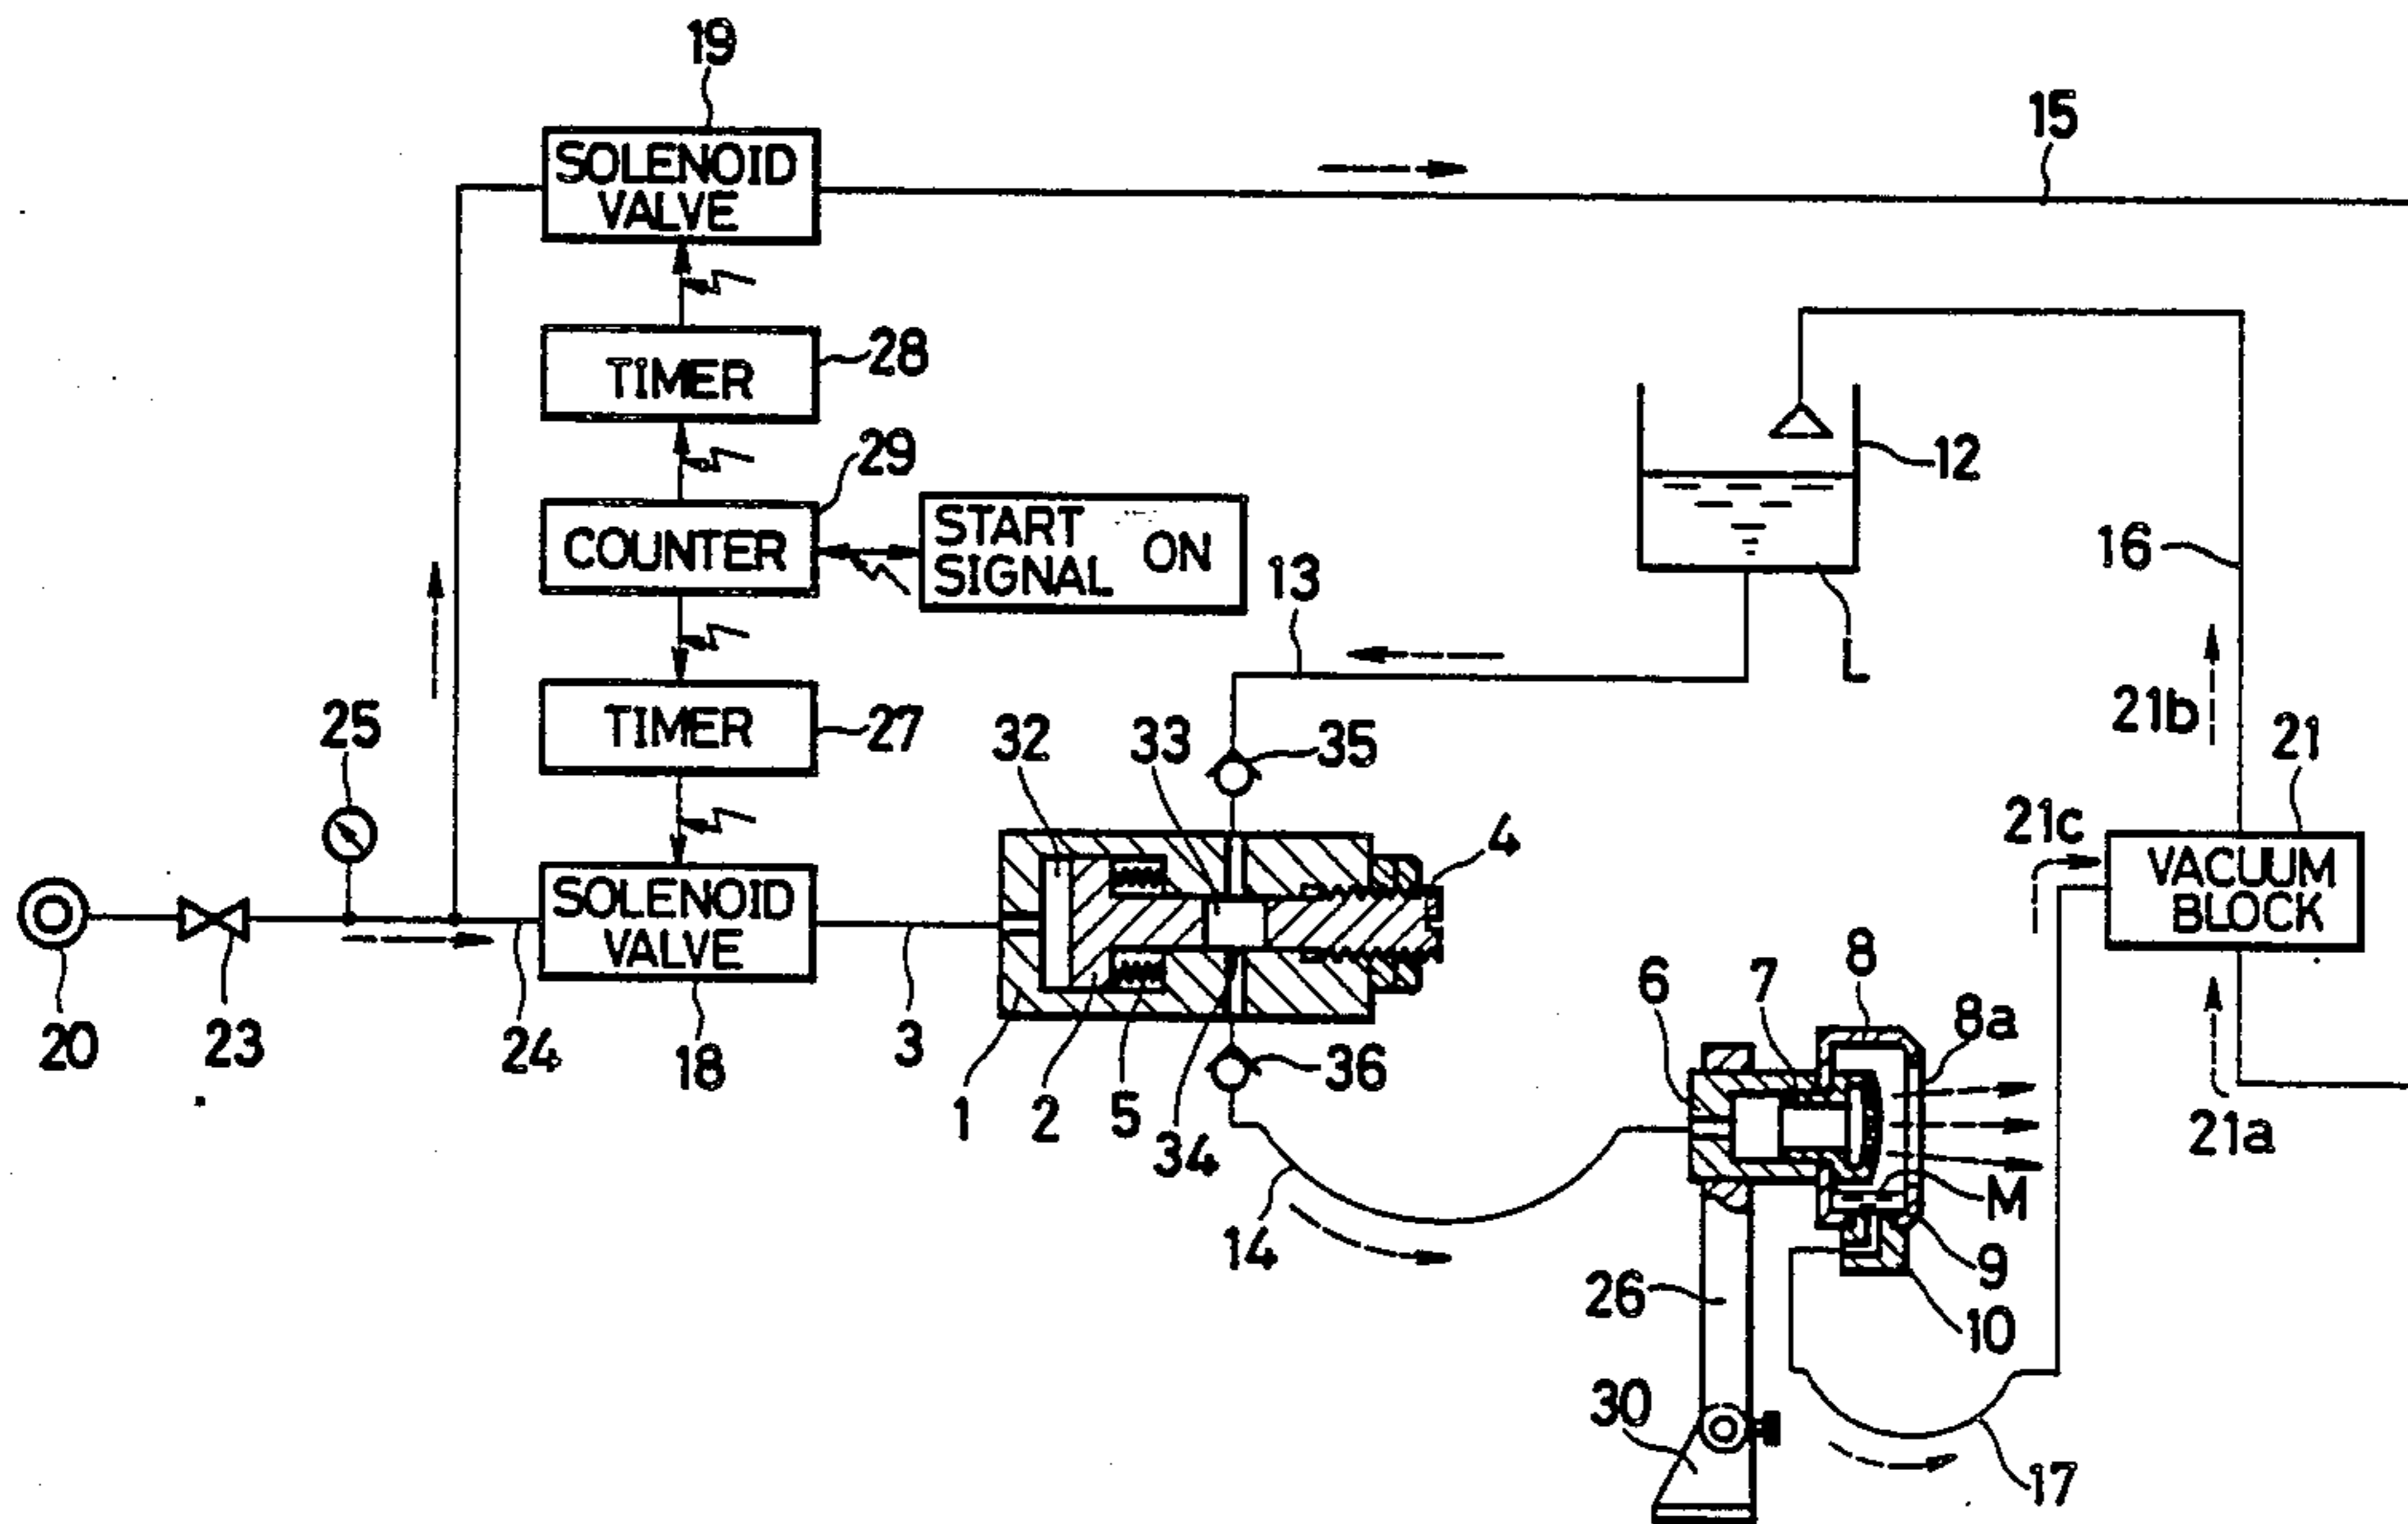 19
SOLENOID
VALVE
15
TIMER
28
29
COUNTER
START
SIGNAL
ON
12
13
16
L
TIMER
27
25
32
33
35
21b
21
21c
4
VACUUM
BLOCK
SOLENOID
VALVE
8
6
7
8a
20
23
24
18
3
1
2
5
34
36
21a
M
14
9
26
10
30
17